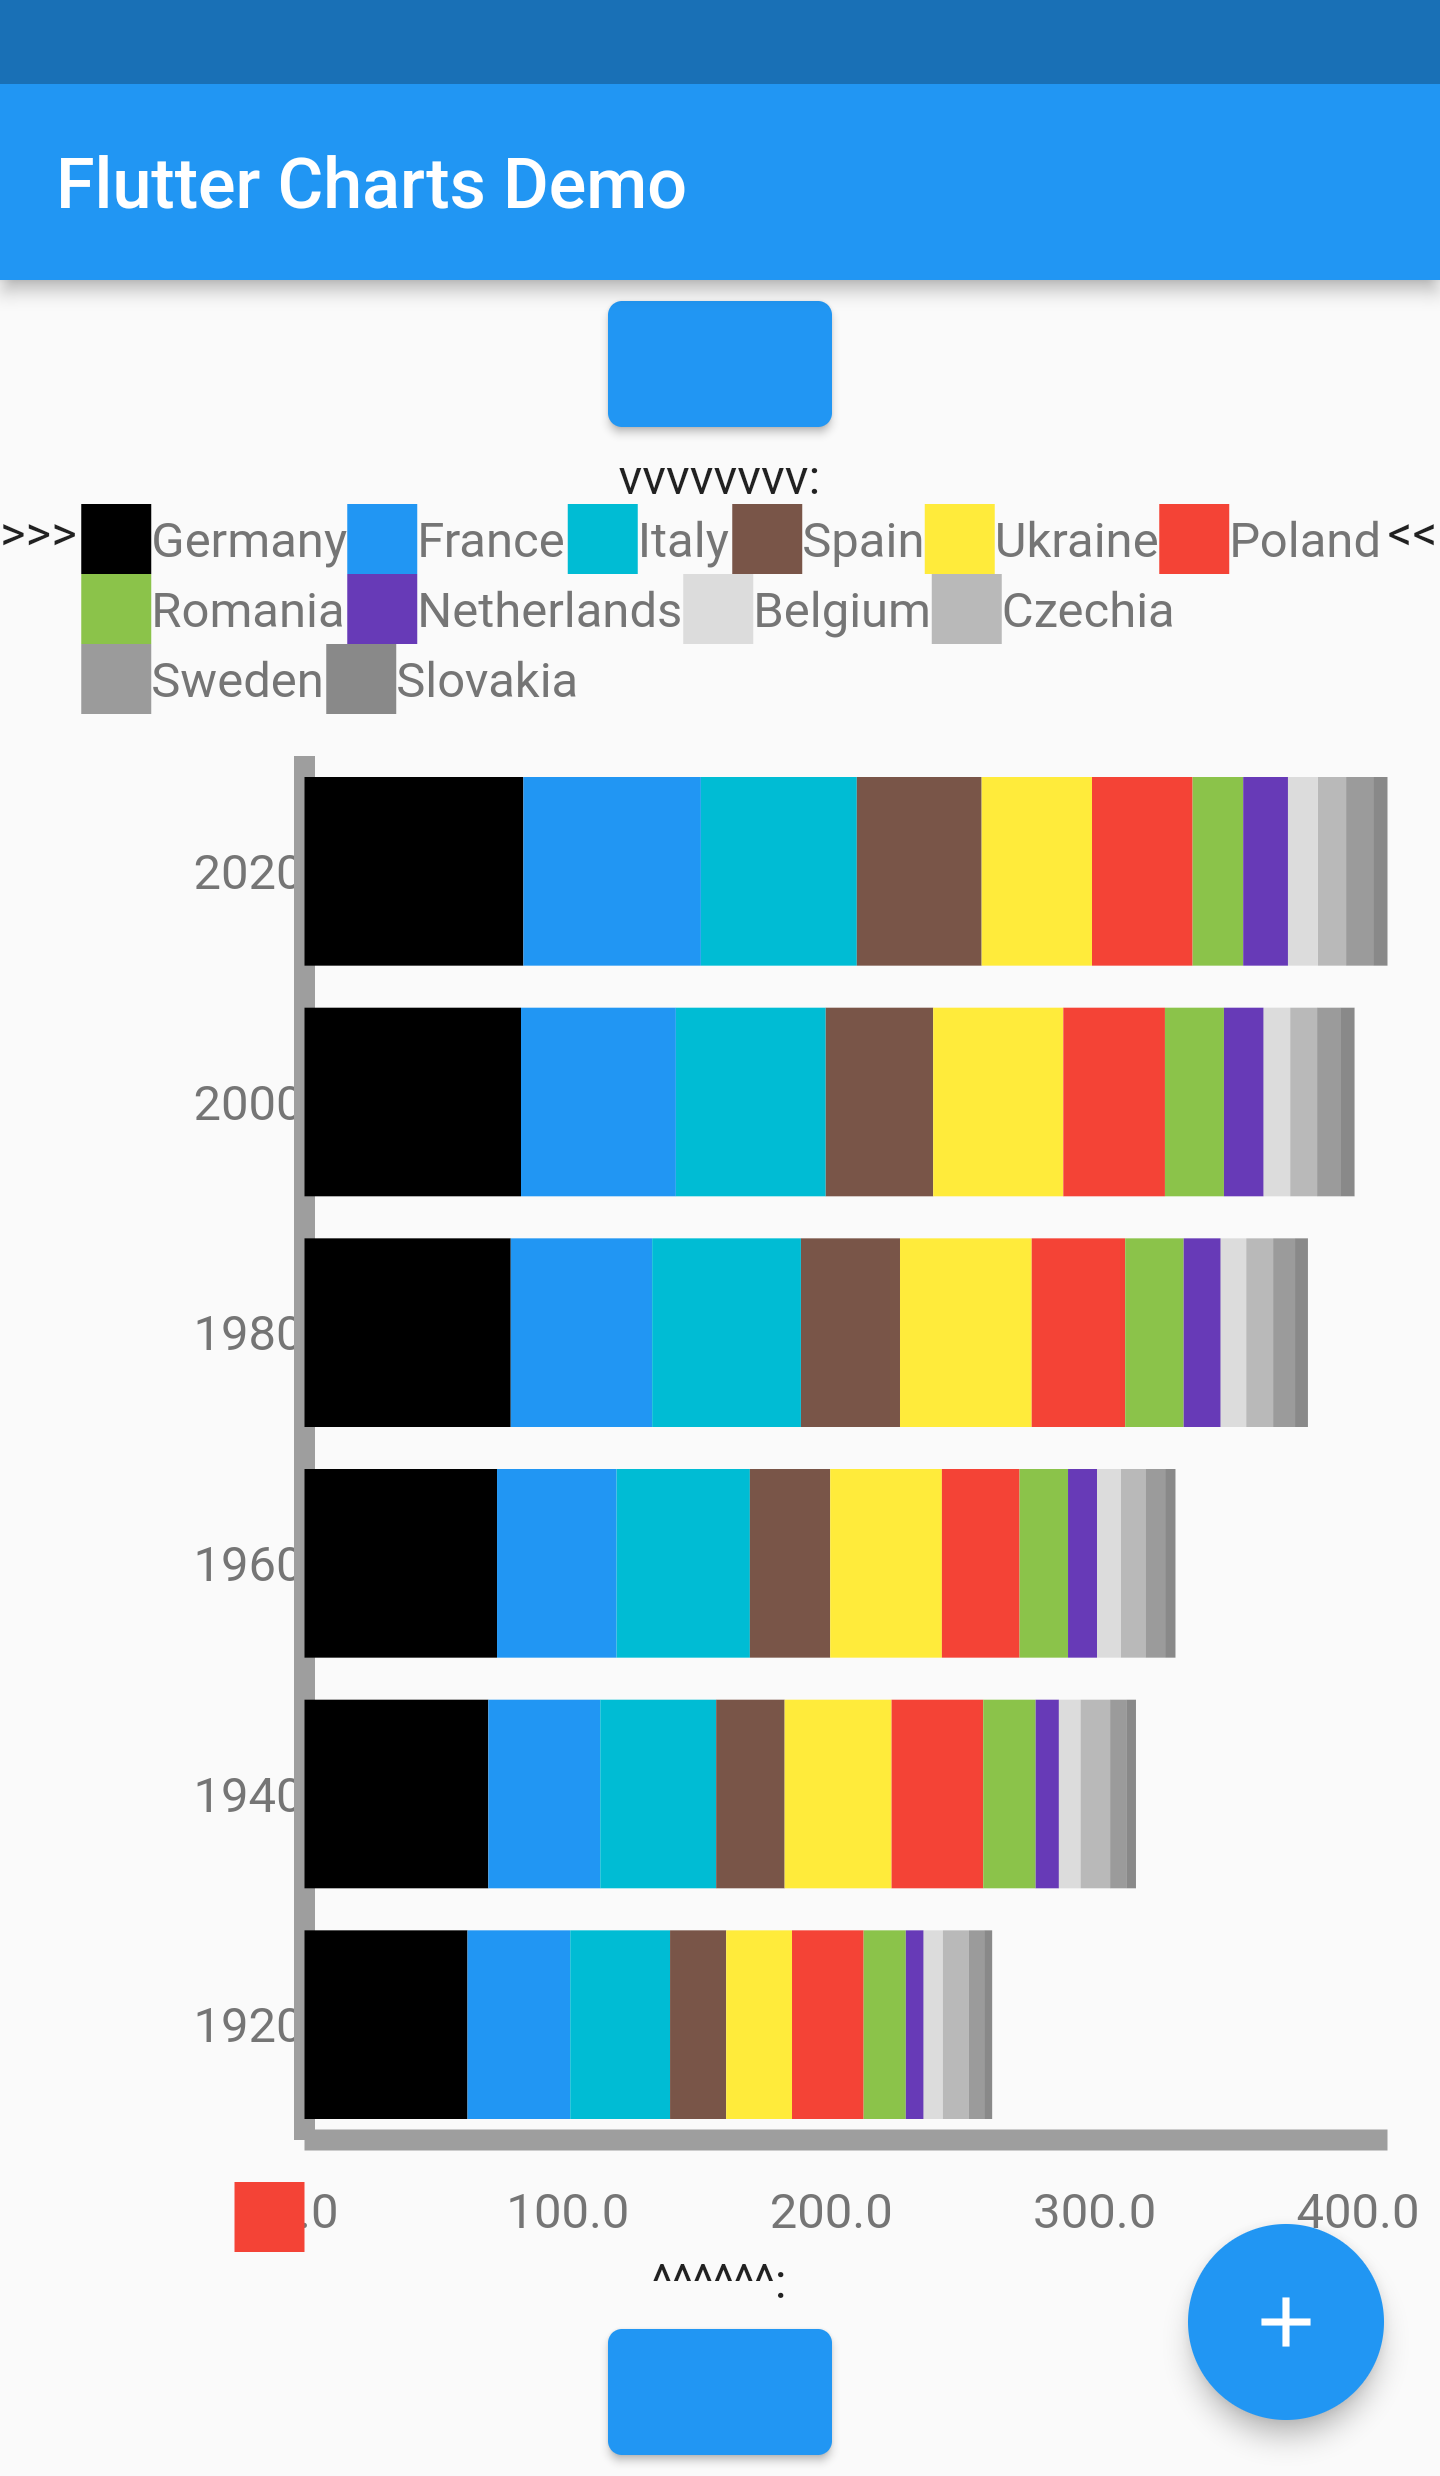 Flutter Charts Demo
vvvvvvvv:
>>> Germany France Italy Spain Ukraine Poland <<
Romania Netherlands Belgium Czechia
Sweden Slovakia
2020
2000
1980
1960
1940
1920
.0 100.0 200.0 300.0 400.0
^^^^^^:
+